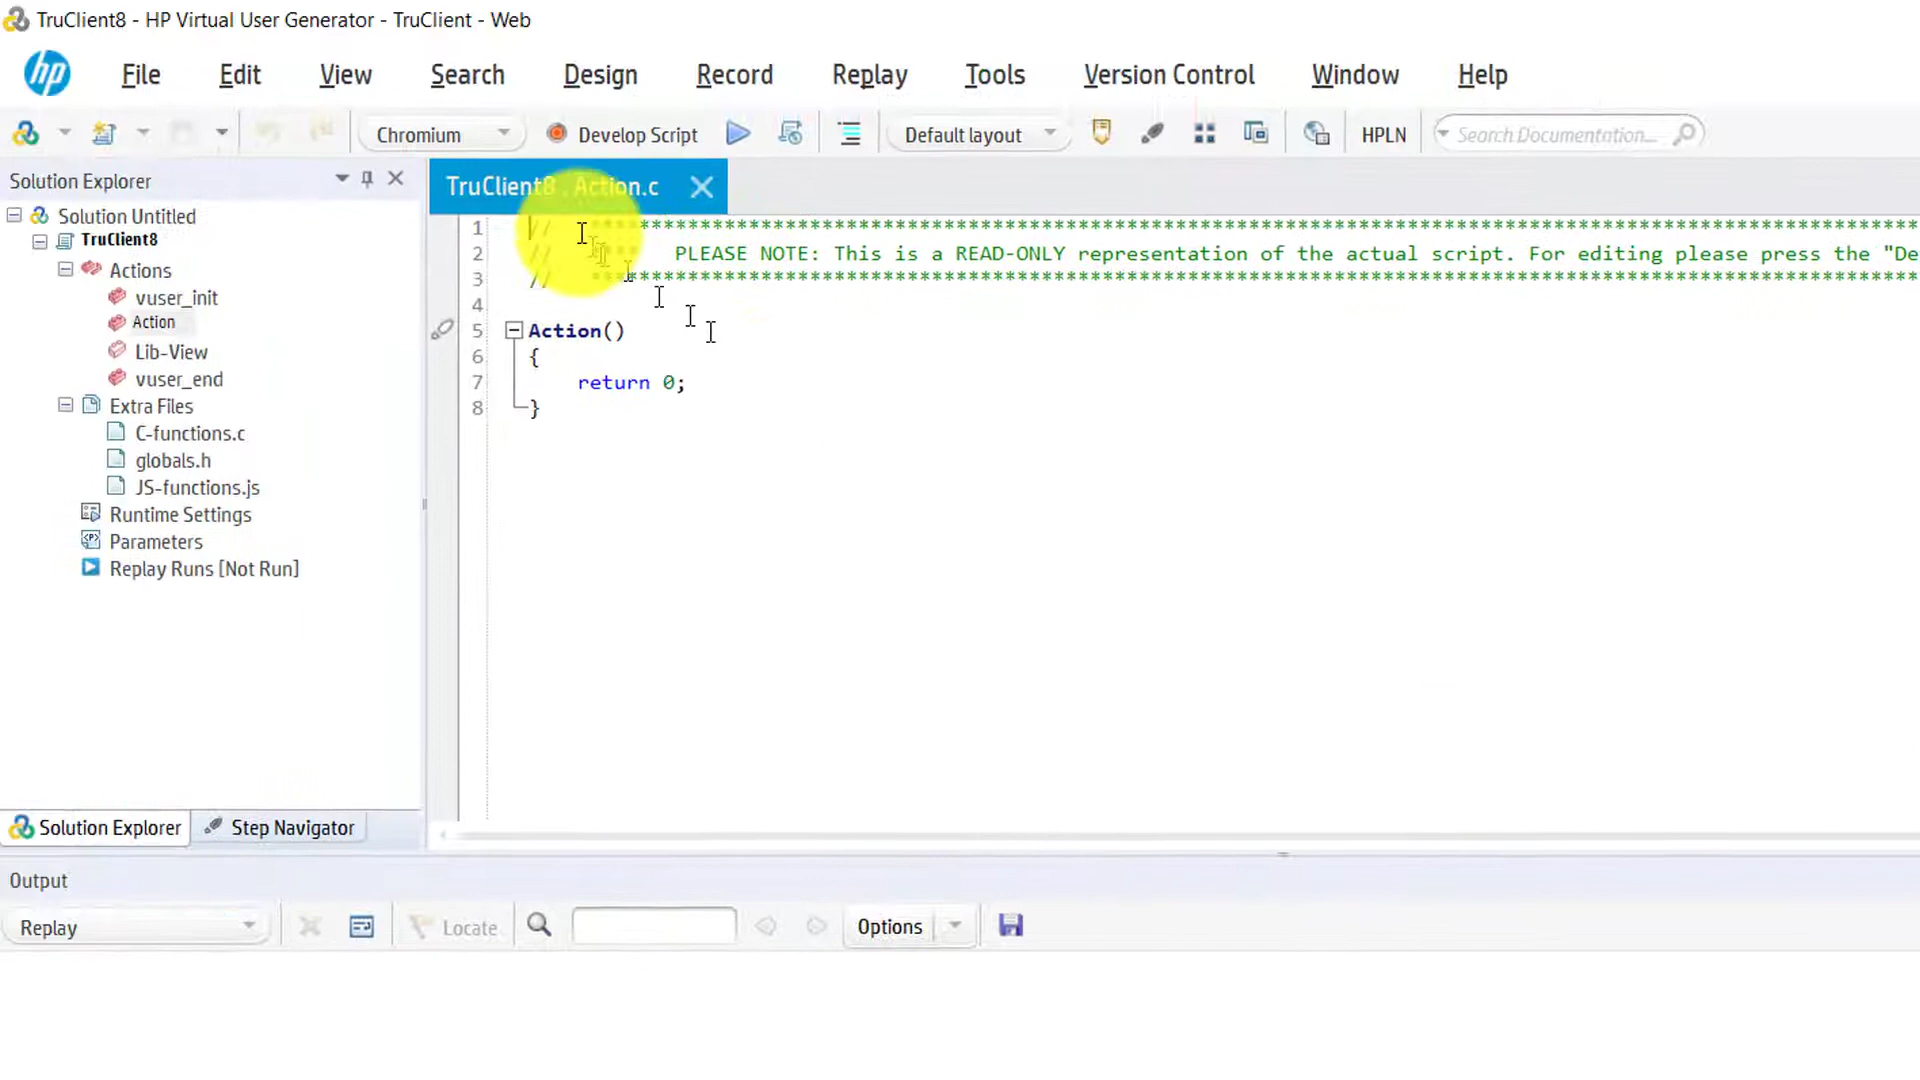 TruClient8 - HP Virtual User Generator - TruClient - Web
hp File Edit View Search Design Record Replay Tools Version Control Window Help
Chromium Develop Script Default layout HPLN Search Documentation...
Solution Explorer
TruClient8 : Action.c
Solution Untitled
TruClient8
Actions
vuser_init
Action
Lib-View
vuser_end
Extra Files
C-functions.c
globals.h
JS-functions.js
Runtime Settings
Parameters
Replay Runs [Not Run]
1 //
2 // PLEASE NOTE: This is a READ-ONLY representation of the actual script. For editing please press the "De
3 //
4
5 Action()
6 {
7 return 0;
8 }
Solution Explorer Step Navigator
Output
Replay Locate Options